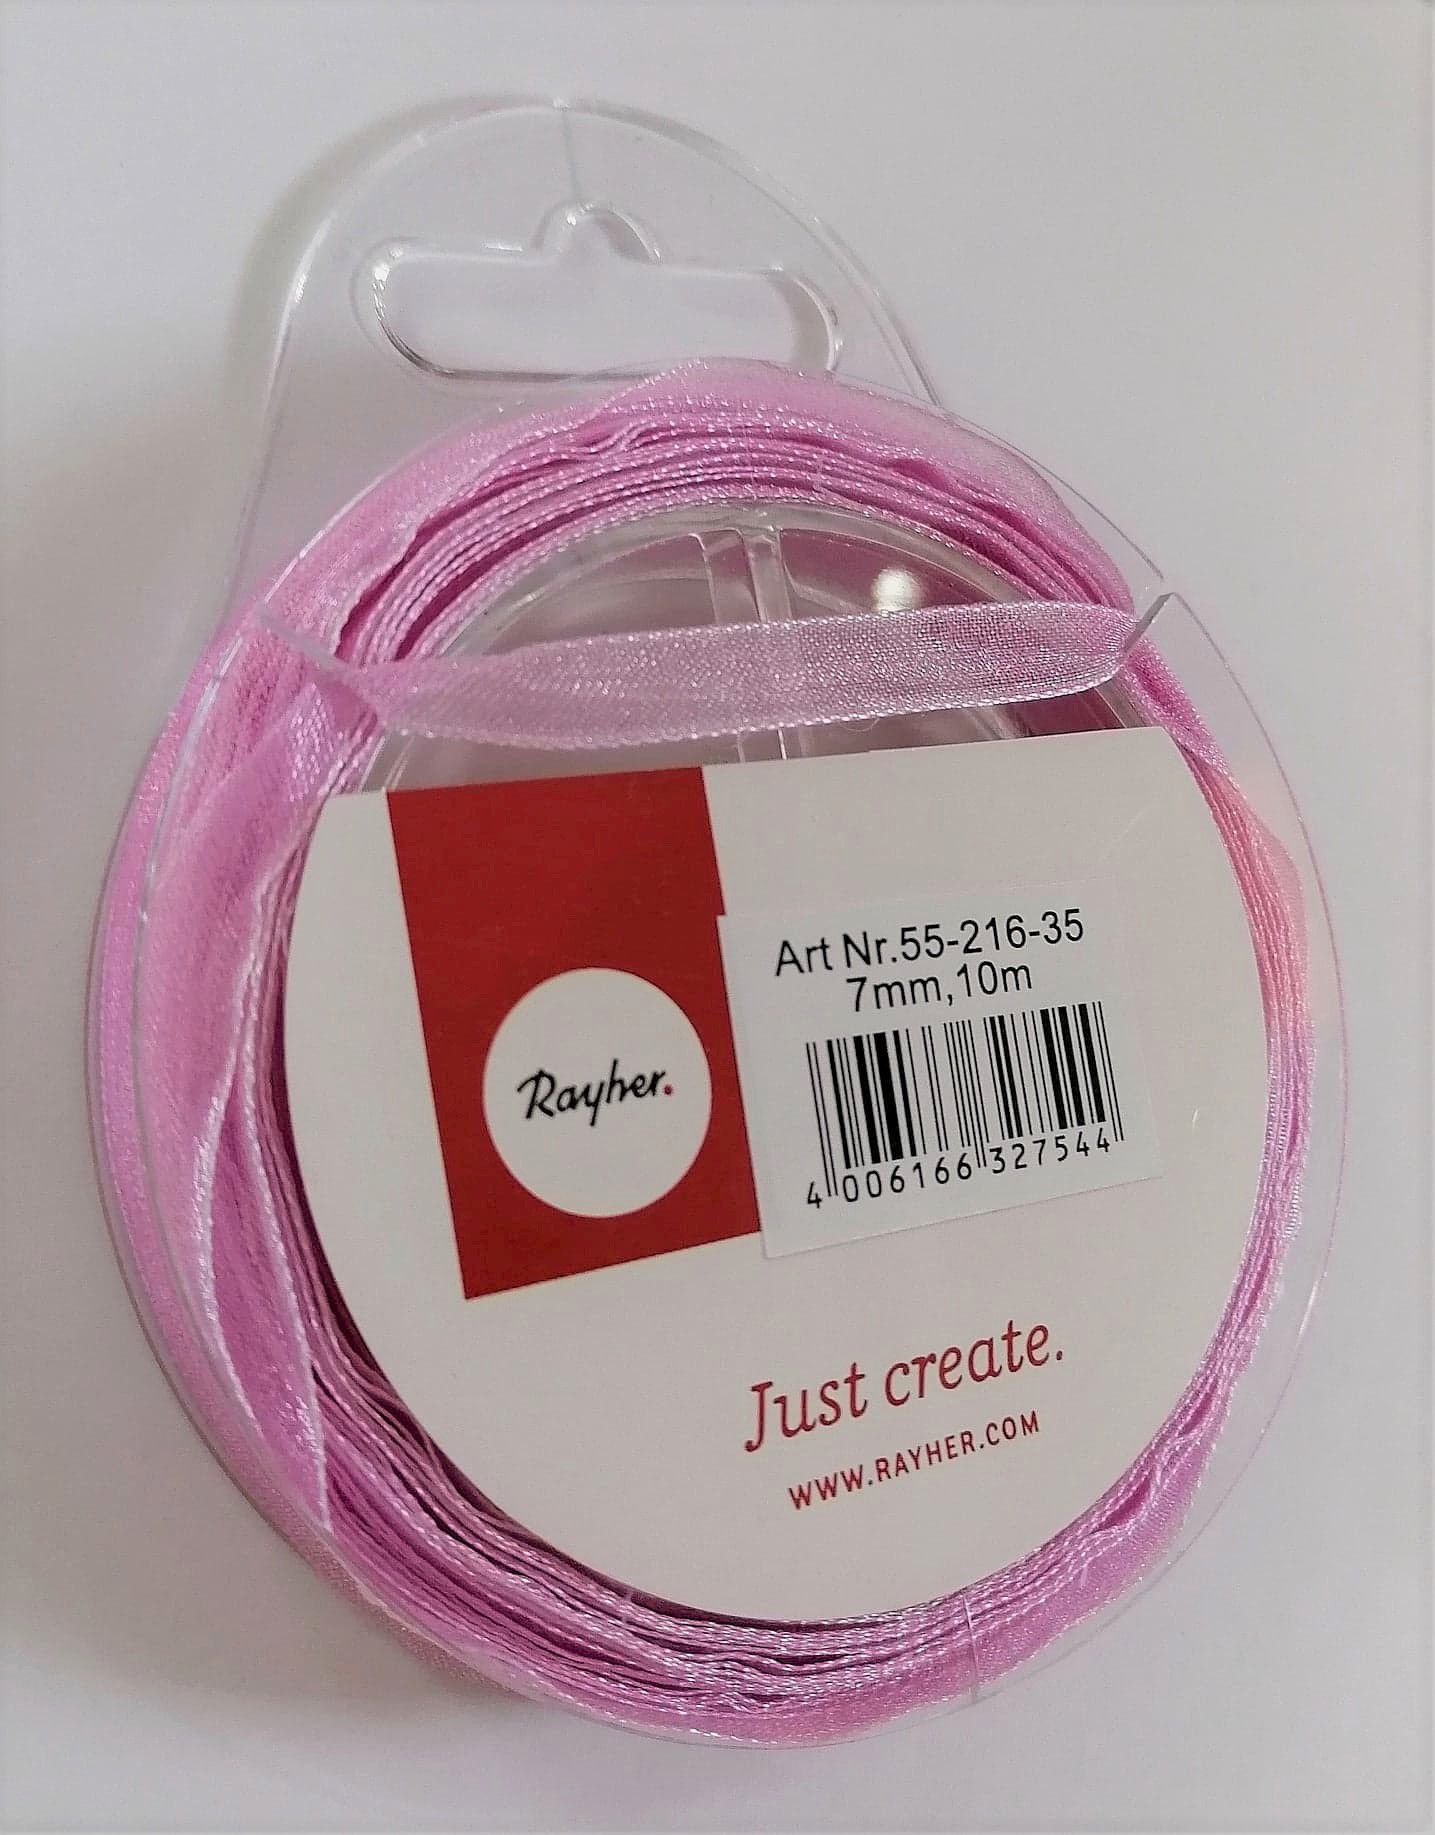 Art Nr.55-216-35
7mm,10m
Rayher.
4 006166 327544
Just create.
WWW.RAYHER.COM